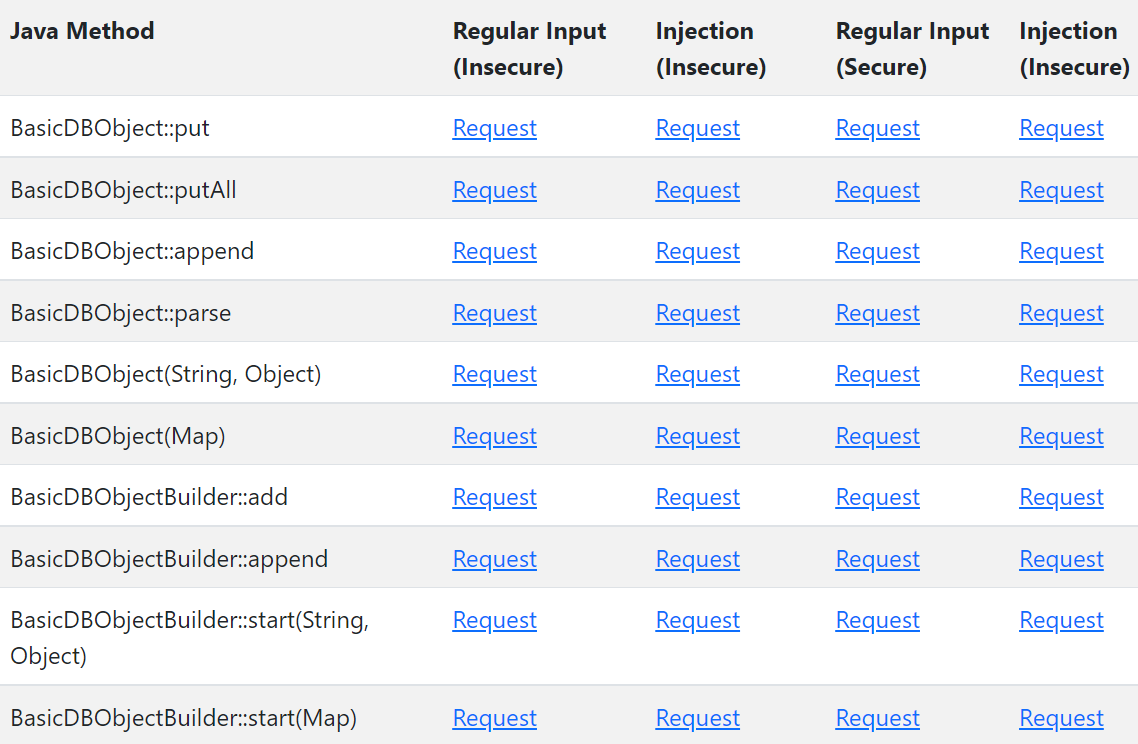 Java Method Regular Input (Insecure) Injection (Insecure) Regular Input (Secure) Injection (Insecure)
BasicDBObject::put Request Request Request Request
BasicDBObject::putAll Request Request Request Request
BasicDBObject::append Request Request Request Request
BasicDBObject::parse Request Request Request Request
BasicDBObject(String, Object) Request Request Request Request
BasicDBObject(Map) Request Request Request Request
BasicDBObjectBuilder::add Request Request Request Request
BasicDBObjectBuilder::append Request Request Request Request
BasicDBObjectBuilder::start(String, Request Request Request Request
Object)
BasicDBObjectBuilder::start(Map) Request Request Request Request